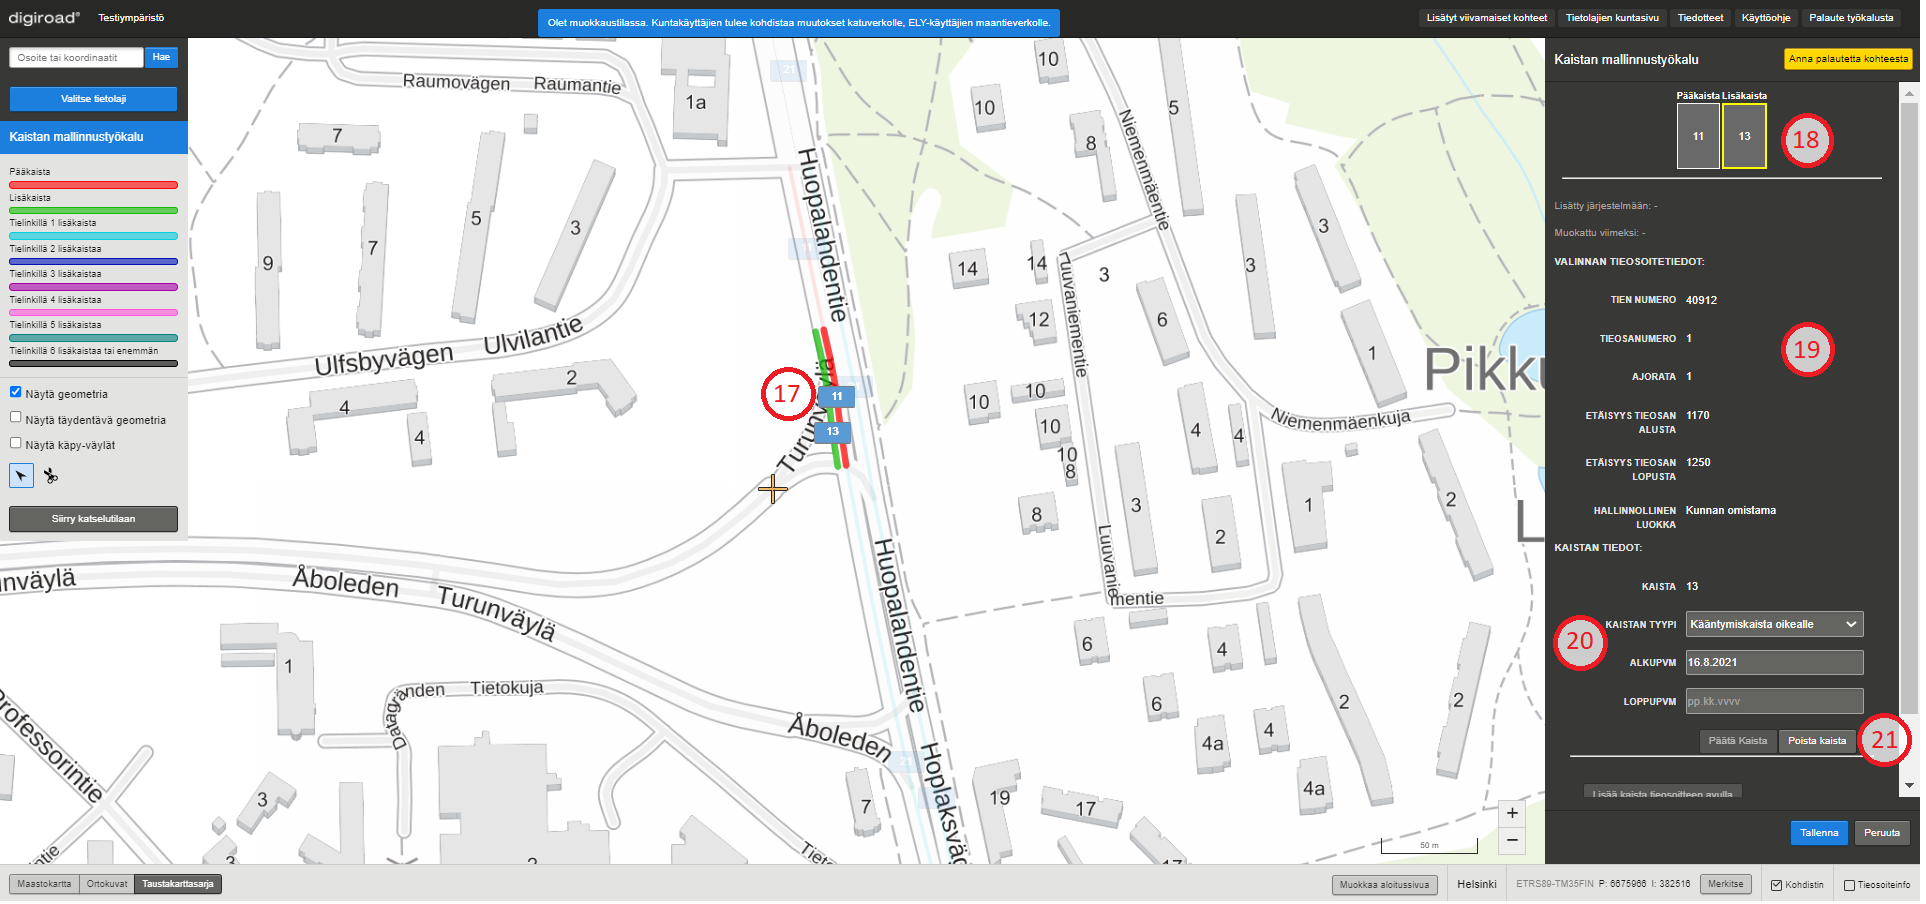 digiroad
Testiympäristö
Olet muokkaustilassa. Kuntakäyttäjien tulee kohdistaa muutokset katuverkolle, ELY-käyttäjien maantieverkolle.
Lisätyt viivamaiset kohteet
Tietolajien kuntasivu
Tiedotteet
Käyttöohje
Palaute työkalusta
Osoite tai koordinaatit
Hae
Valitse tietolaji
Kaistan mallinnustyökalu
Pääkaista
Lisäkaista
Tielinkillä 1 lisäkaista
Tielinkillä 2 lisäkaistaa
Tielinkillä 3 lisäkaistaa
Tielinkillä 4 lisäkaistaa
Tielinkillä 5 lisäkaistaa
Tielinkillä 6 lisäkaistaa tai enemmän
Näytä geometria
Näytä täydentävä geometria
Näytä käpy-väylät
Siirry katselutilaan
Raumovägen
Raumantie
1a
21
10
10
5
8
7
Niemenmäentie
Huopalahdentie
9
7
5
3
14
14
3
3
3
12
6
1
Luuvaniementie
Pikku
L
Ulfsbyvägen
Ulvilantie
2
4
4
17
11
13
10
10
10
10
8
8
4
4
Niemenmäenkuja
3
2
1
2
Luuvanie
mentie
nväylä
Åboleden
Turunväylä
Huopalahdentie
1
Datagränden
Tietokuja
6
4
2
2
6
4a
4
4a
Åboleden
21
Hoplaksväg
Professorintie
3
7
19
17
50 m
Kaistan mallinnustyökalu
Anna palautetta kohteesta
Pääkaista Lisäkaista
11
13
18
Lisätty järjestelmään: -
Muokattu viimeksi: -
VALINNAN TIEOSOITETIEDOT:
TIEN NUMERO 40912
TIEOSANUMERO 1
19
AJORATA 1
ETÄISYYS TIEOSAN 1170
ALUSTA
ETÄISYYS TIEOSAN 1250
LOPUSTA
HALLINNOLLINEN Kunnan omistama
LUOKKA
KAISTAN TIEDOT:
KAISTA 13
20
KAISTAN TYYPI Kääntymiskaista oikealle
ALKUPVM 16.8.2021
LOPPUPVM pp.kk.vvvv
Päätä Kaista
Poista kaista
21
Lisää kaista tieosoitteen avulla
Tallenna
Peruuta
Maastokartta
Ortokuvat
Taustakarttasarja
Muokkaa aloitussivua
Helsinki
ETRS89-TM35FIN P: 6675966 I: 382516
Merkitse
Kohdistin
Tieosoiteinfo